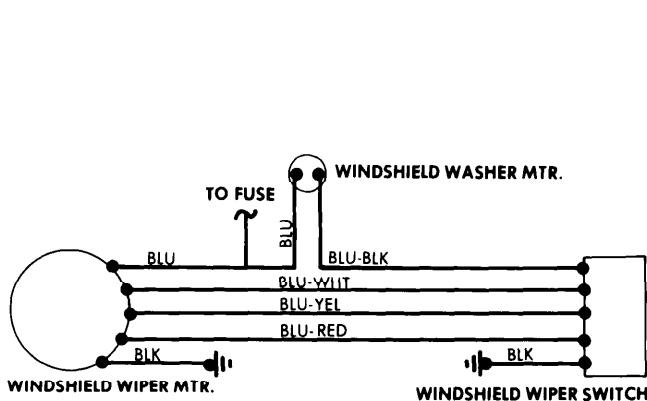 WINDSHIELD WASHER MTR.
TO FUSE
BLU
BLU
BLU-BLK
BLU-WHT
BLU-YEL
BLU-RED
BLK
BLK
WINDSHIELD WIPER MTR.
WINDSHIELD WIPER SWITCH